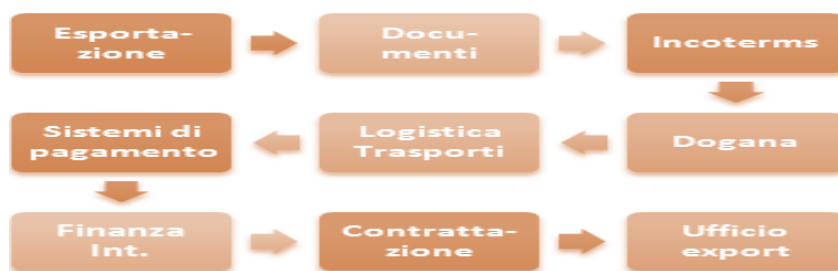 Esporta-
zione
Docu-
menti
Incoterms
Dogana
Logistica
Trasporti
Sistemi di
pagamento
Finanza
Int.
Contratta-
zione
Ufficio
export